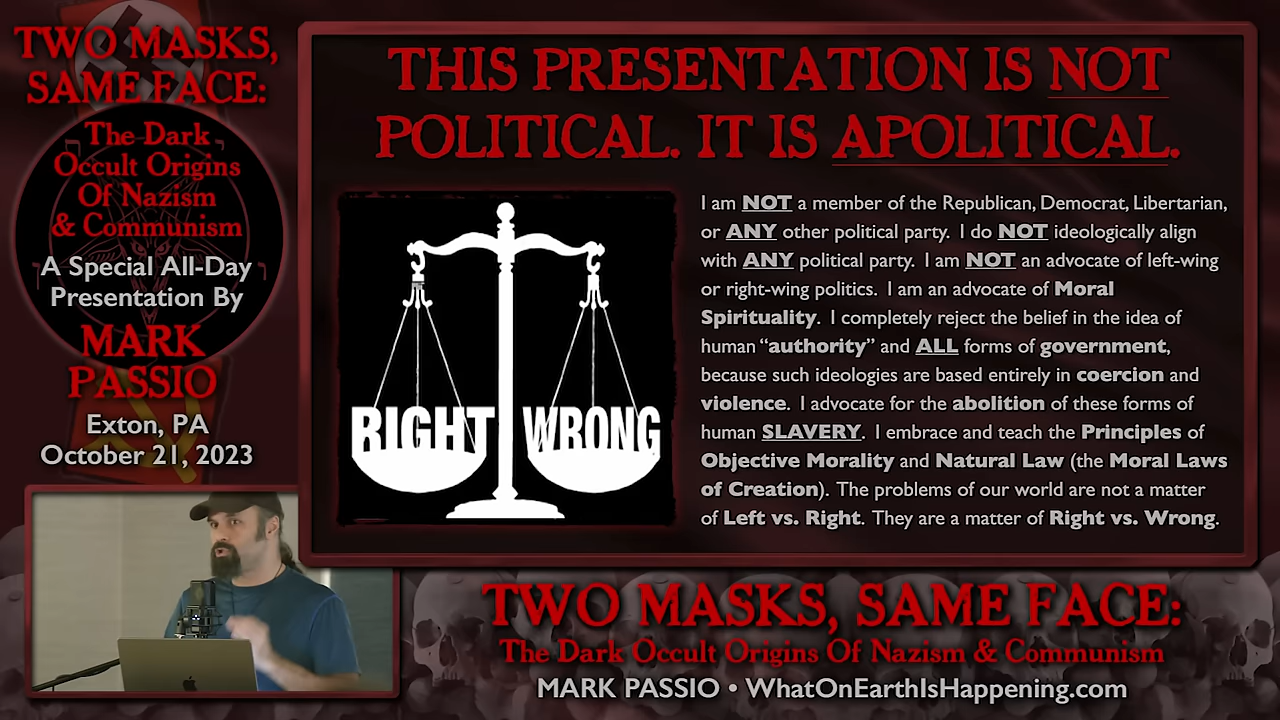 TWO MASKS,
SAME FACE:
The Dark
Occult Origins
Of Nazism
& Communism
A Special All-Day
Presentation By
MARK
PASSIO
Exton, PA
October 21, 2023
THIS PRESENTATION IS NOT
POLITICAL. IT IS APOLITICAL.
RIGHT WRONG
I am NOT a member of the Republican, Democrat, Libertarian,
or ANY other political party. I do NOT ideologically align
with ANY political party. I am NOT an advocate of left-wing
or right-wing politics. I am an advocate of Moral
Spirituality. I completely reject the belief in the idea of
human “authority” and ALL forms of government,
because such ideologies are based entirely in coercion and
violence. I advocate for the abolition of these forms of
human SLAVERY. I embrace and teach the Principles of
Objective Morality and Natural Law (the Moral Laws
of Creation). The problems of our world are not a matter
of Left vs. Right. They are a matter of Right vs. Wrong.
TWO MASKS, SAME FACE:
The Dark Occult Origins Of Nazism & Communism
MARK PASSIO • WhatOnEarthIsHappening.com